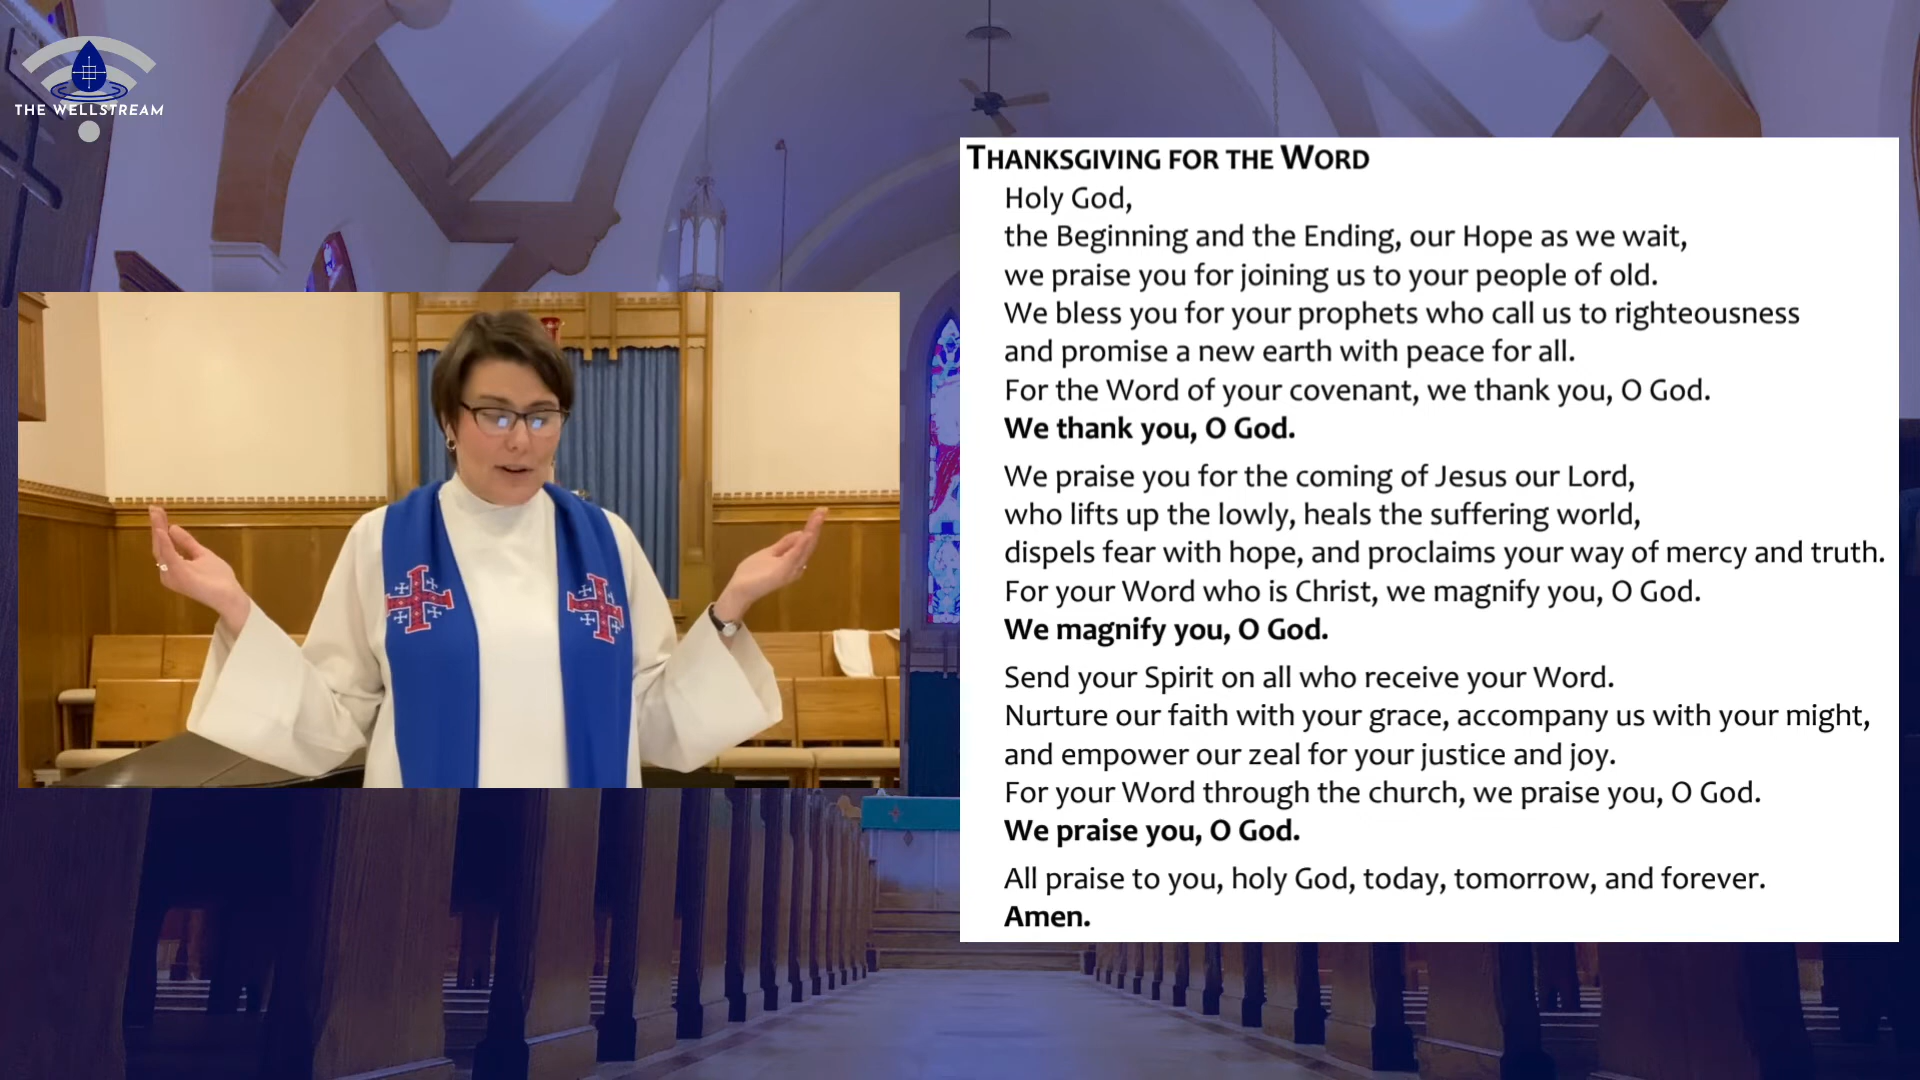 THE WELLSTREAM
THANKSGIVING FOR THE WORD
Holy God,
the Beginning and the Ending, our Hope as we wait,
we praise you for joining us to your people of old.
We bless you for your prophets who call us to righteousness
and promise a new earth with peace for all.
For the Word of your covenant, we thank you, O God.
We thank you, O God.
We praise you for the coming of Jesus our Lord,
who lifts up the lowly, heals the suffering world,
dispels fear with hope, and proclaims your way of mercy and truth.
For your Word who is Christ, we magnify you, O God.
We magnify you, O God.
Send your Spirit on all who receive your Word.
Nurture our faith with your grace, accompany us with your might,
and empower our zeal for your justice and joy.
For your Word through the church, we praise you, O God.
We praise you, O God.
All praise to you, holy God, today, tomorrow, and forever.
Amen.